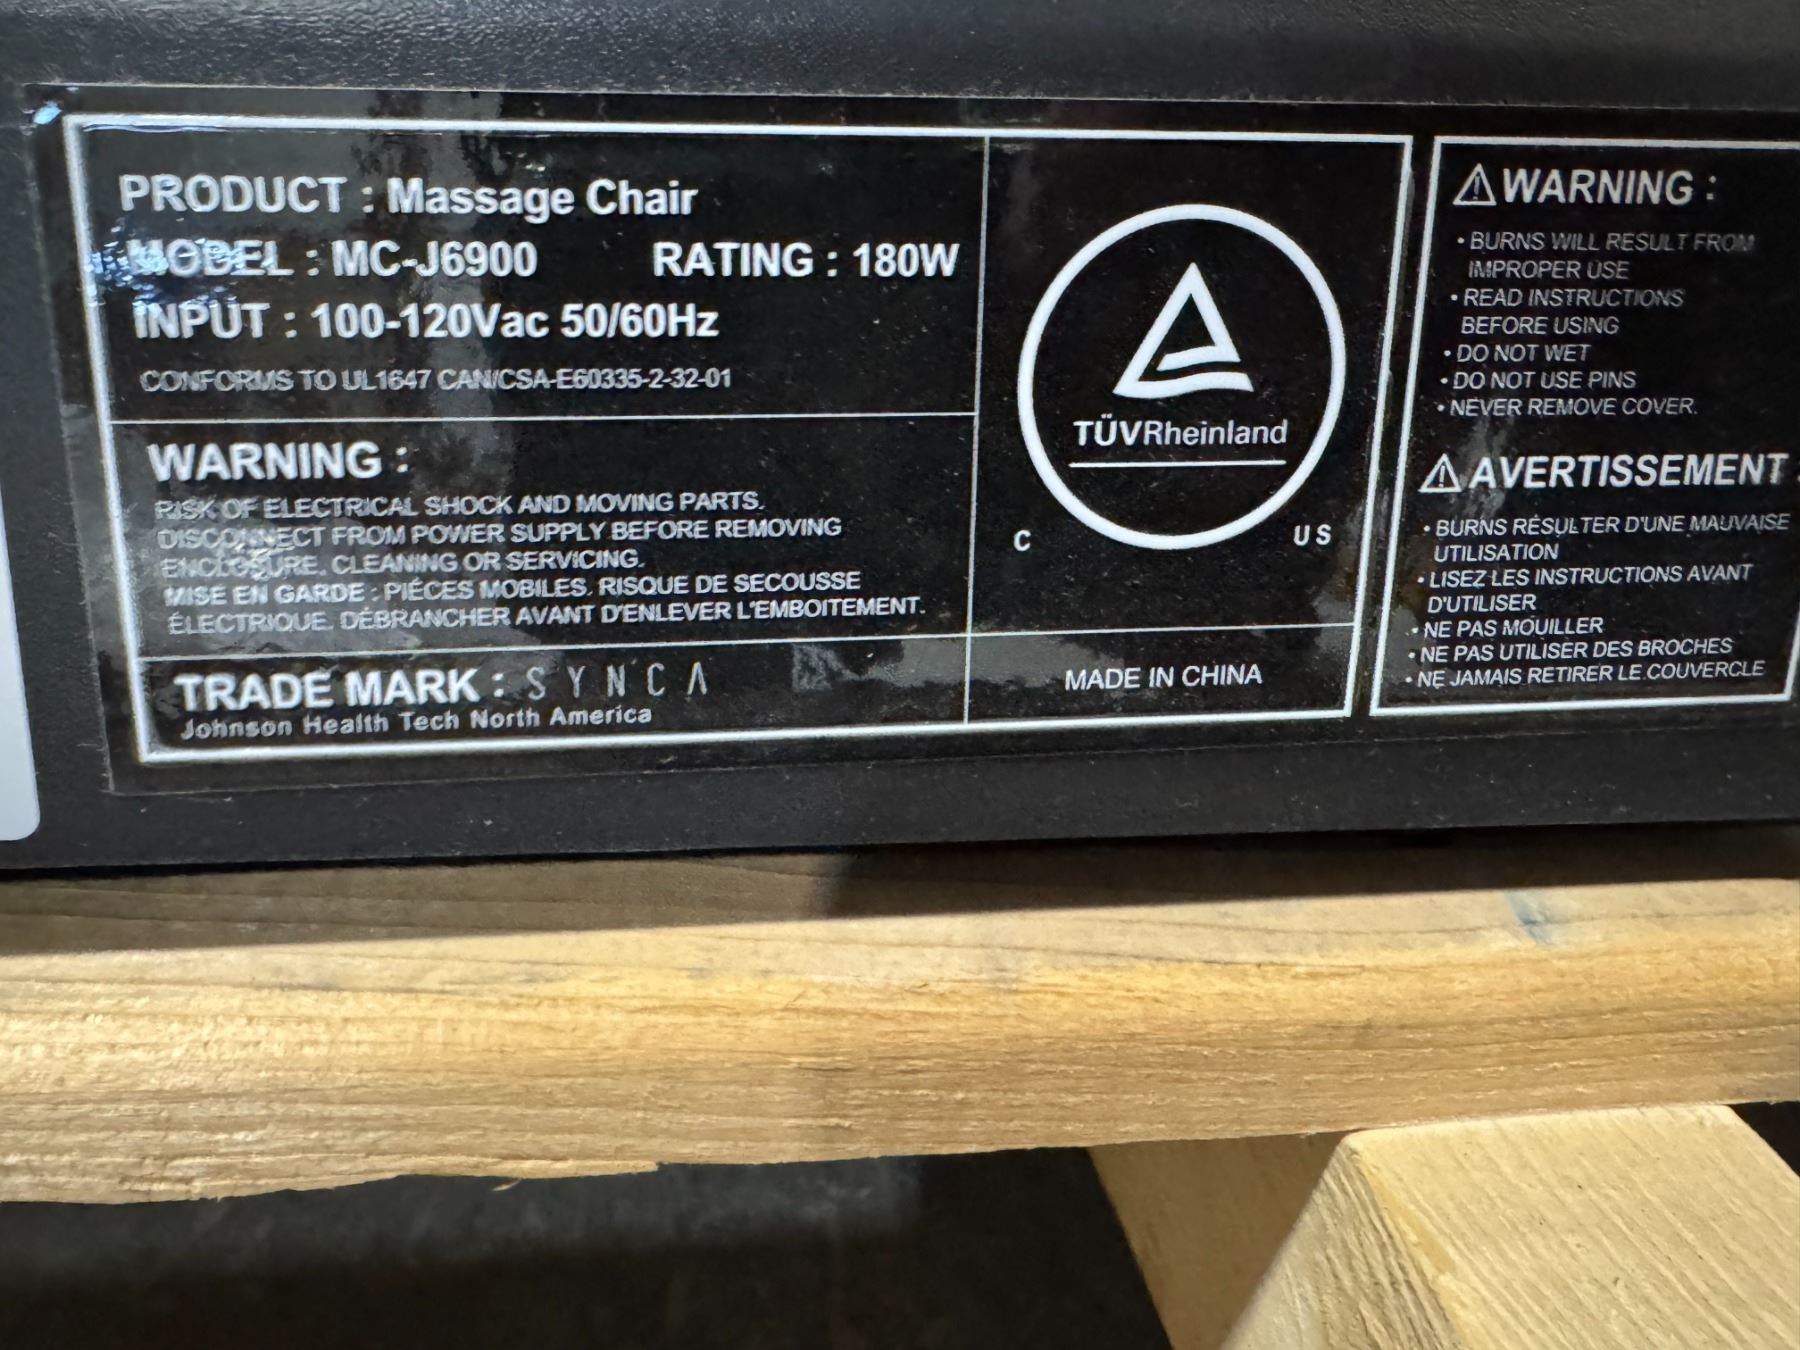 PRODUCT : Massage Chair
MODEL : MC-J6900 RATING : 180W
INPUT : 100-120Vac 50/60Hz
CONFORMS TO UL1647 CAN/CSA-E60335-2-32-01
WARNING :
RISK OF ELECTRICAL SHOCK AND MOVING PARTS.
DISCONNECT FROM POWER SUPPLY BEFORE REMOVING
ENCLOSURE. CLEANING OR SERVICING.
MISE EN GARDE : PIÉCES MOBILES. RISQUE DE SECOUSSE
ÉLECTRIQUE. DÉBRANCHER AVANT D'ENLEVER L'EMBOITEMENT.
TRADE MARK : SYNCA
Johnson Health Tech North America
TÜVRheinland
C US
MADE IN CHINA
⚠WARNING :
• BURNS WILL RESULT FROM
IMPROPER USE
• READ INSTRUCTIONS
BEFORE USING
• DO NOT WET
• DO NOT USE PINS
• NEVER REMOVE COVER.
⚠AVERTISSEMENT :
• BURNS RÉSULTER D'UNE MAUVAISE
UTILISATION
• LISEZ LES INSTRUCTIONS AVANT
D'UTILISER
• NE PAS MOUILLER
• NE PAS UTILISER DES BROCHES
• NE JAMAIS RETIRER LE COUVERCLE